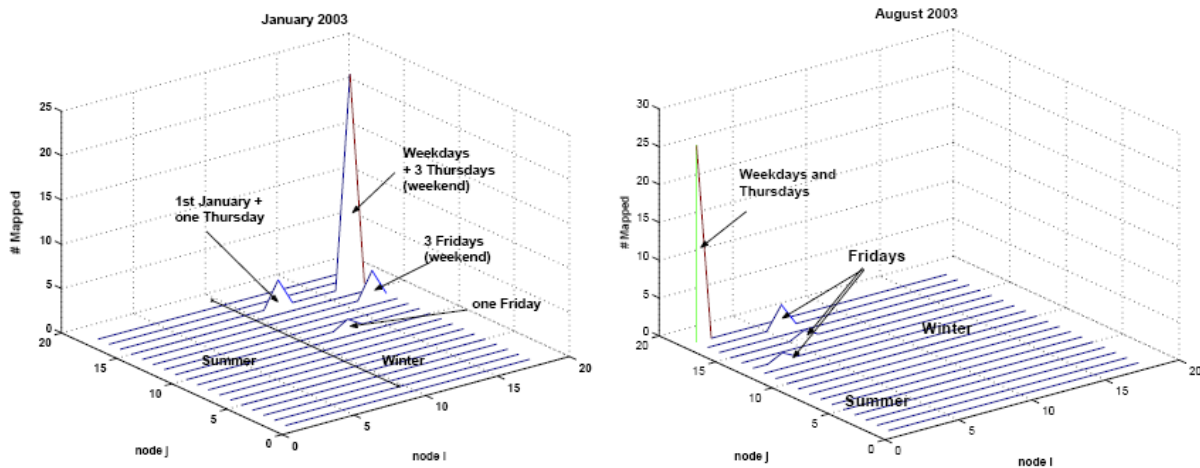 January 2003
25
20
15
10
5
0
# Mapped
Weekdays
+ 3 Thursdays
(weekend)
1st January +
one Thursday
3 Fridays
(weekend)
one Friday
Summer
Winter
20
15
10
5
0
node j
0
5
10
15
20
node i
August 2003
30
25
20
15
10
5
0
# Mapped
Weekdays and
Thursdays
Fridays
Winter
Summer
20
15
10
5
0
node j
0
5
10
15
20
node i